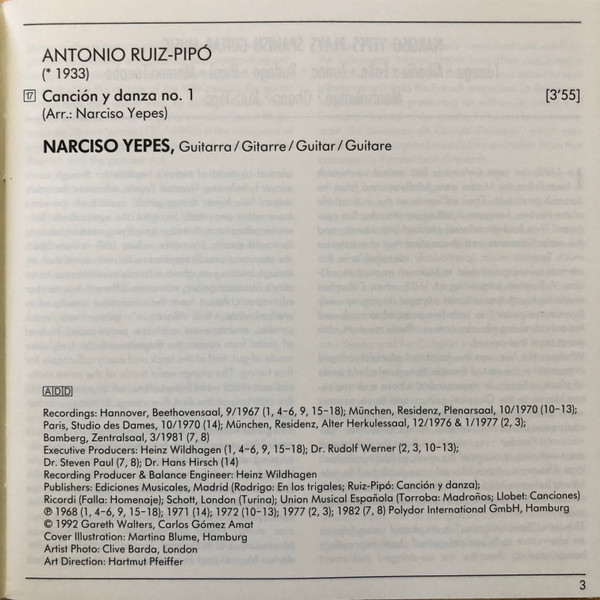 ANTONIO RUIZ-PIPÓ
(* 1933)
17 Canción y danza no. 1 [3'55]
(Arr.: Narciso Yepes)
NARCISO YEPES, Guitarra / Gitarre / Guitar / Guitare
ADD
Recordings: Hannover, Beethovensaal, 9/1967 (1, 4–6, 9, 15–18); München, Residenz, Plenarsaal, 10/1970 (10–13);
Paris, Studio des Dames, 10/1970 (14); München, Residenz, Alter Herkulessaal, 12/1976 & 1/1977 (2, 3);
Bamberg, Zentralsaal, 3/1981 (7, 8)
Executive Producers: Heinz Wildhagen (1, 4–6, 9, 15–18); Dr. Rudolf Werner (2, 3, 10–13);
Dr. Steven Paul (7, 8); Dr. Hans Hirsch (14)
Recording Producer & Balance Engineer: Heinz Wildhagen
Publishers: Ediciones Musicales, Madrid (Rodrigo: En los trigales; Ruiz-Pipó: Canción y danza);
Ricordi (Falla: Homenaje); Schott, London (Turina); Union Musical Española (Torroba: Madroños; Llobet: Canciones)
℗ 1968 (1, 4–6, 9, 15–18); 1971 (14); 1972 (10–13); 1977 (2, 3); 1982 (7, 8) Polydor International GmbH, Hamburg
© 1992 Gareth Walters, Carlos Gómez Amat
Cover Illustration: Martina Blume, Hamburg
Artist Photo: Clive Barda, London
Art Direction: Hartmut Pfeiffer
3